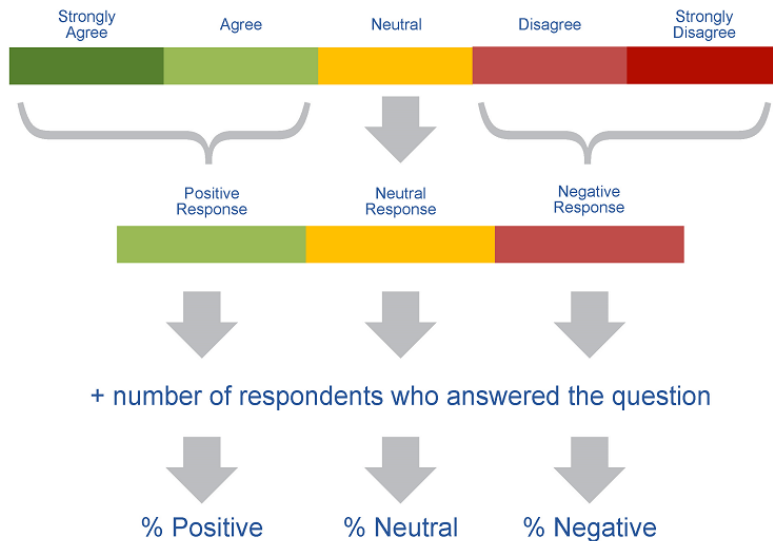 Strongly
Agree
Agree
Neutral
Disagree
Strongly
Disagree
Positive
Response
Neutral
Response
Negative
Response
+ number of respondents who answered the question
% Positive
% Neutral
% Negative